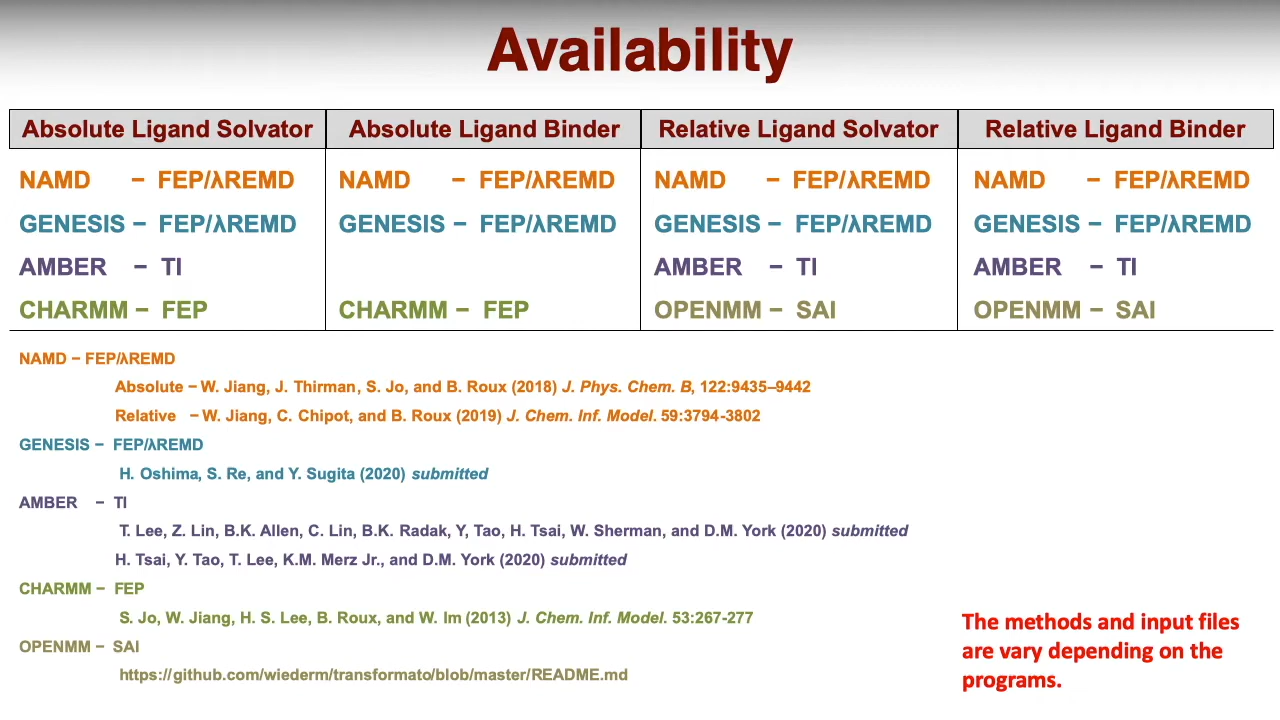 Availability
Absolute Ligand Solvator Absolute Ligand Binder Relative Ligand Solvator Relative Ligand Binder
NAMD − FEP/λREMD NAMD − FEP/λREMD NAMD − FEP/λREMD NAMD − FEP/λREMD
GENESIS − FEP/λREMD GENESIS − FEP/λREMD GENESIS − FEP/λREMD GENESIS − FEP/λREMD
AMBER − TI AMBER − TI AMBER − TI
CHARMM − FEP CHARMM − FEP OPENMM − SAI OPENMM − SAI
NAMD − FEP/λREMD
Absolute − W. Jiang, J. Thirman, S. Jo, and B. Roux (2018) J. Phys. Chem. B, 122:9435–9442
Relative − W. Jiang, C. Chipot, and B. Roux (2019) J. Chem. Inf. Model. 59:3794-3802
GENESIS − FEP/λREMD
H. Oshima, S. Re, and Y. Sugita (2020) submitted
AMBER − TI
T. Lee, Z. Lin, B.K. Allen, C. Lin, B.K. Radak, Y, Tao, H. Tsai, W. Sherman, and D.M. York (2020) submitted
H. Tsai, Y. Tao, T. Lee, K.M. Merz Jr., and D.M. York (2020) submitted
CHARMM − FEP
S. Jo, W. Jiang, H. S. Lee, B. Roux, and W. Im (2013) J. Chem. Inf. Model. 53:267-277
OPENMM − SAI
https://github.com/wiederm/transformato/blob/master/README.md
The methods and input files
are vary depending on the
programs.